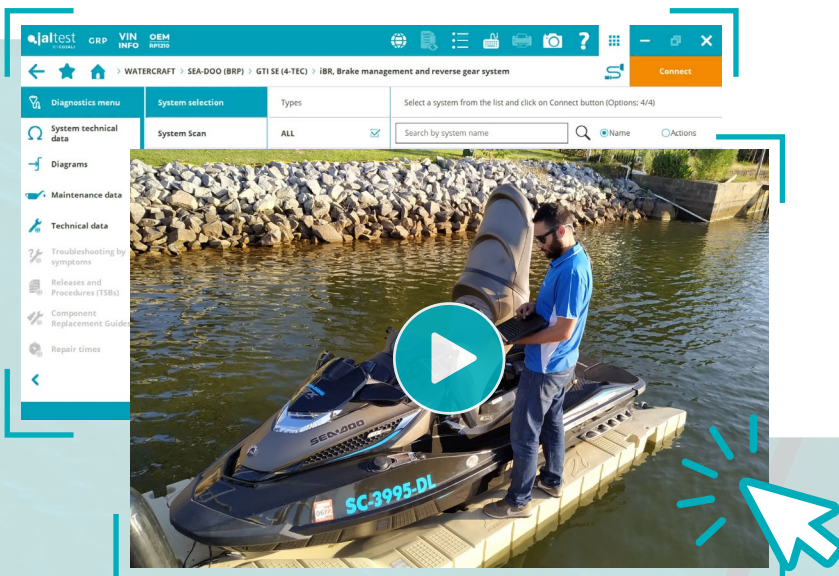 jaltest GRP VIN INFO OEM RP1210 ?
BY COJALI
> WATERCRAFT > SEA-DOO (BRP) > GTI SE (4-TEC) > iBR, Brake management and reverse gear system
Connect
Diagnostics menu
System selection
Types
Select a system from the list and click on Connect button (Options: 4/4)
System technical data
System Scan
ALL
Search by system name
Name
Actions
Diagrams
Maintenance data
Technical data
Troubleshooting by
symptoms
Releases and
Procedures (TSBs)
Component
Replacement Guides
Repair times
SEA-DOO
SC-3995-DL